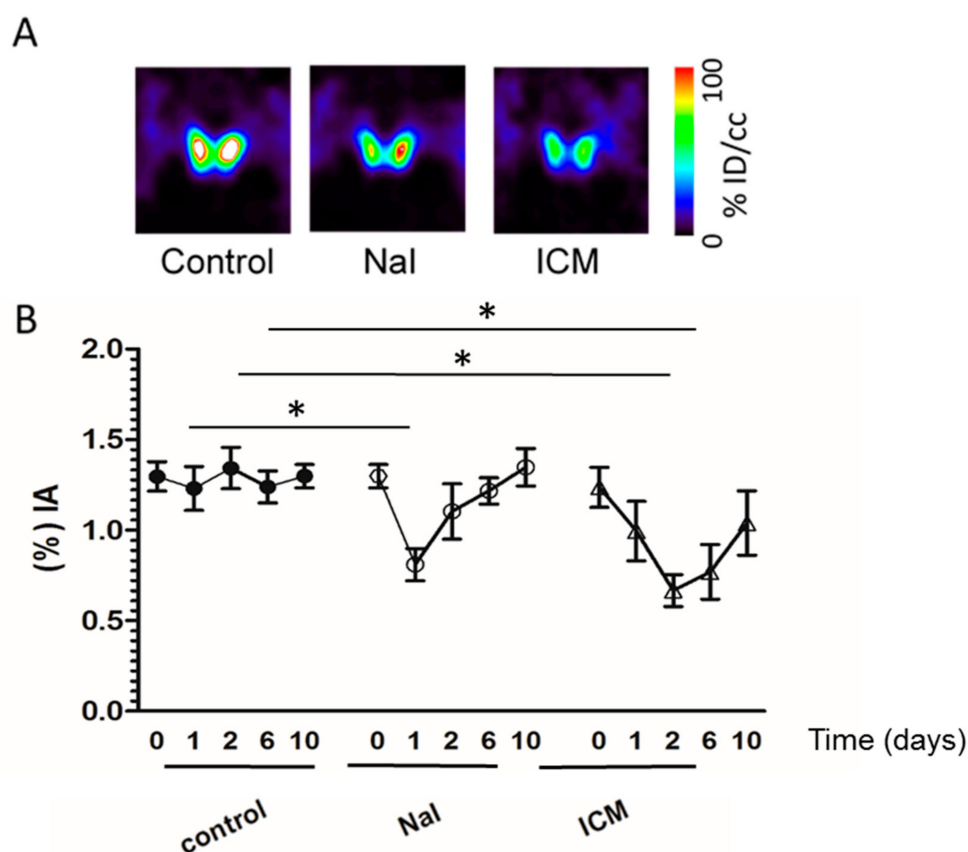 A
100
% ID/cc
0
Control NaI ICM
B
*
*
*
2.0
1.5
1.0
0.5
0.0
(%) IA
0 1 2 6 10 0 1 2 6 10 0 1 2 6 10 Time (days)
control NaI ICM